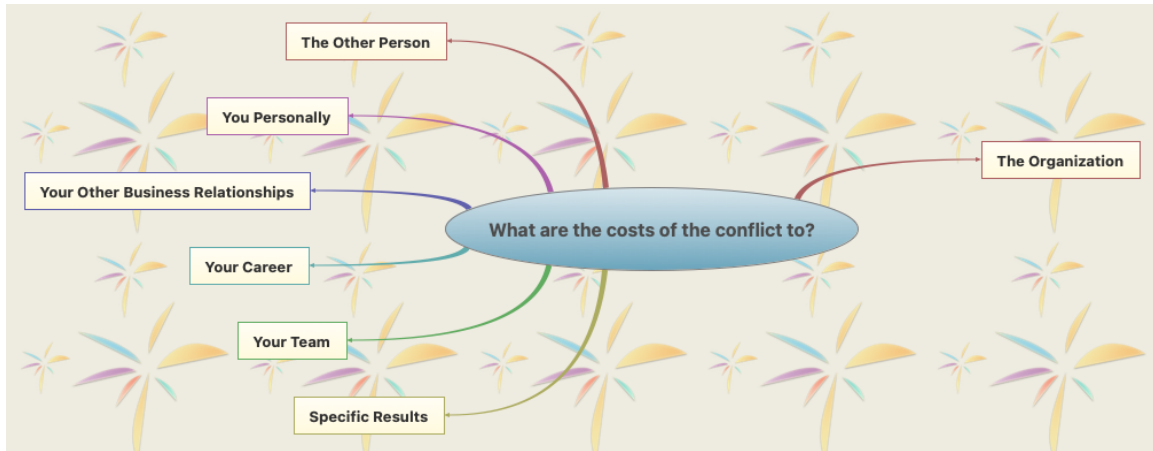 The Other Person
You Personally
The Organization
Your Other Business Relationships
What are the costs of the conflict to?
Your Career
Your Team
Specific Results